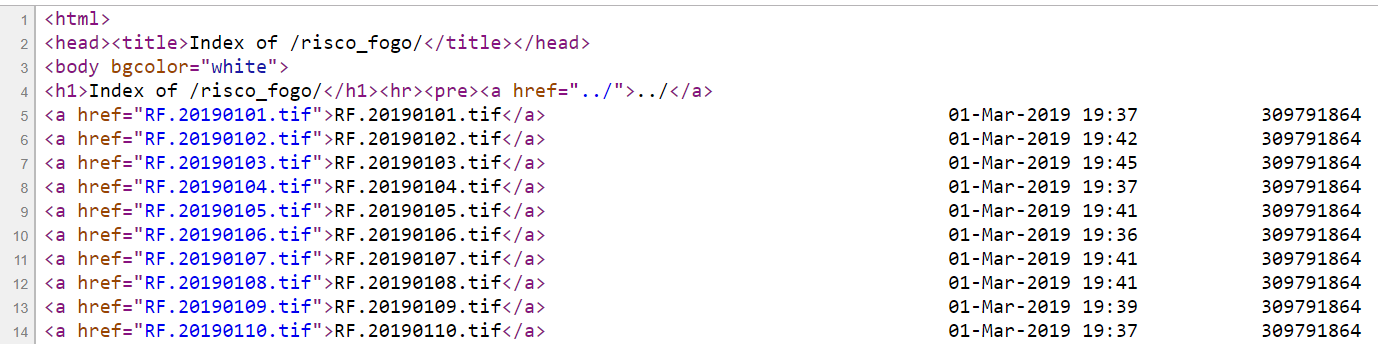 1 <html>
2 <head><title>Index of /risco_fogo/</title></head>
3 <body bgcolor="white">
4 <h1>Index of /risco_fogo/</h1><hr><pre><a href="../">../</a>
5 <a href="RF.20190101.tif">RF.20190101.tif</a> 01-Mar-2019 19:37 309791864
6 <a href="RF.20190102.tif">RF.20190102.tif</a> 01-Mar-2019 19:42 309791864
7 <a href="RF.20190103.tif">RF.20190103.tif</a> 01-Mar-2019 19:45 309791864
8 <a href="RF.20190104.tif">RF.20190104.tif</a> 01-Mar-2019 19:37 309791864
9 <a href="RF.20190105.tif">RF.20190105.tif</a> 01-Mar-2019 19:41 309791864
10 <a href="RF.20190106.tif">RF.20190106.tif</a> 01-Mar-2019 19:36 309791864
11 <a href="RF.20190107.tif">RF.20190107.tif</a> 01-Mar-2019 19:41 309791864
12 <a href="RF.20190108.tif">RF.20190108.tif</a> 01-Mar-2019 19:41 309791864
13 <a href="RF.20190109.tif">RF.20190109.tif</a> 01-Mar-2019 19:39 309791864
14 <a href="RF.20190110.tif">RF.20190110.tif</a> 01-Mar-2019 19:37 309791864